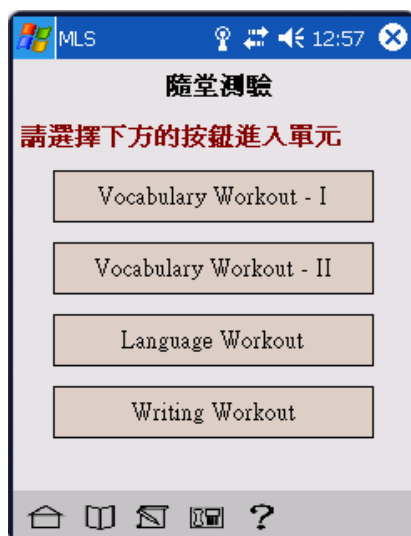 MLS 12:57
隨堂測驗
請選擇下方的按鈕進入單元
Vocabulary Workout - I
Vocabulary Workout - II
Language Workout
Writing Workout
?